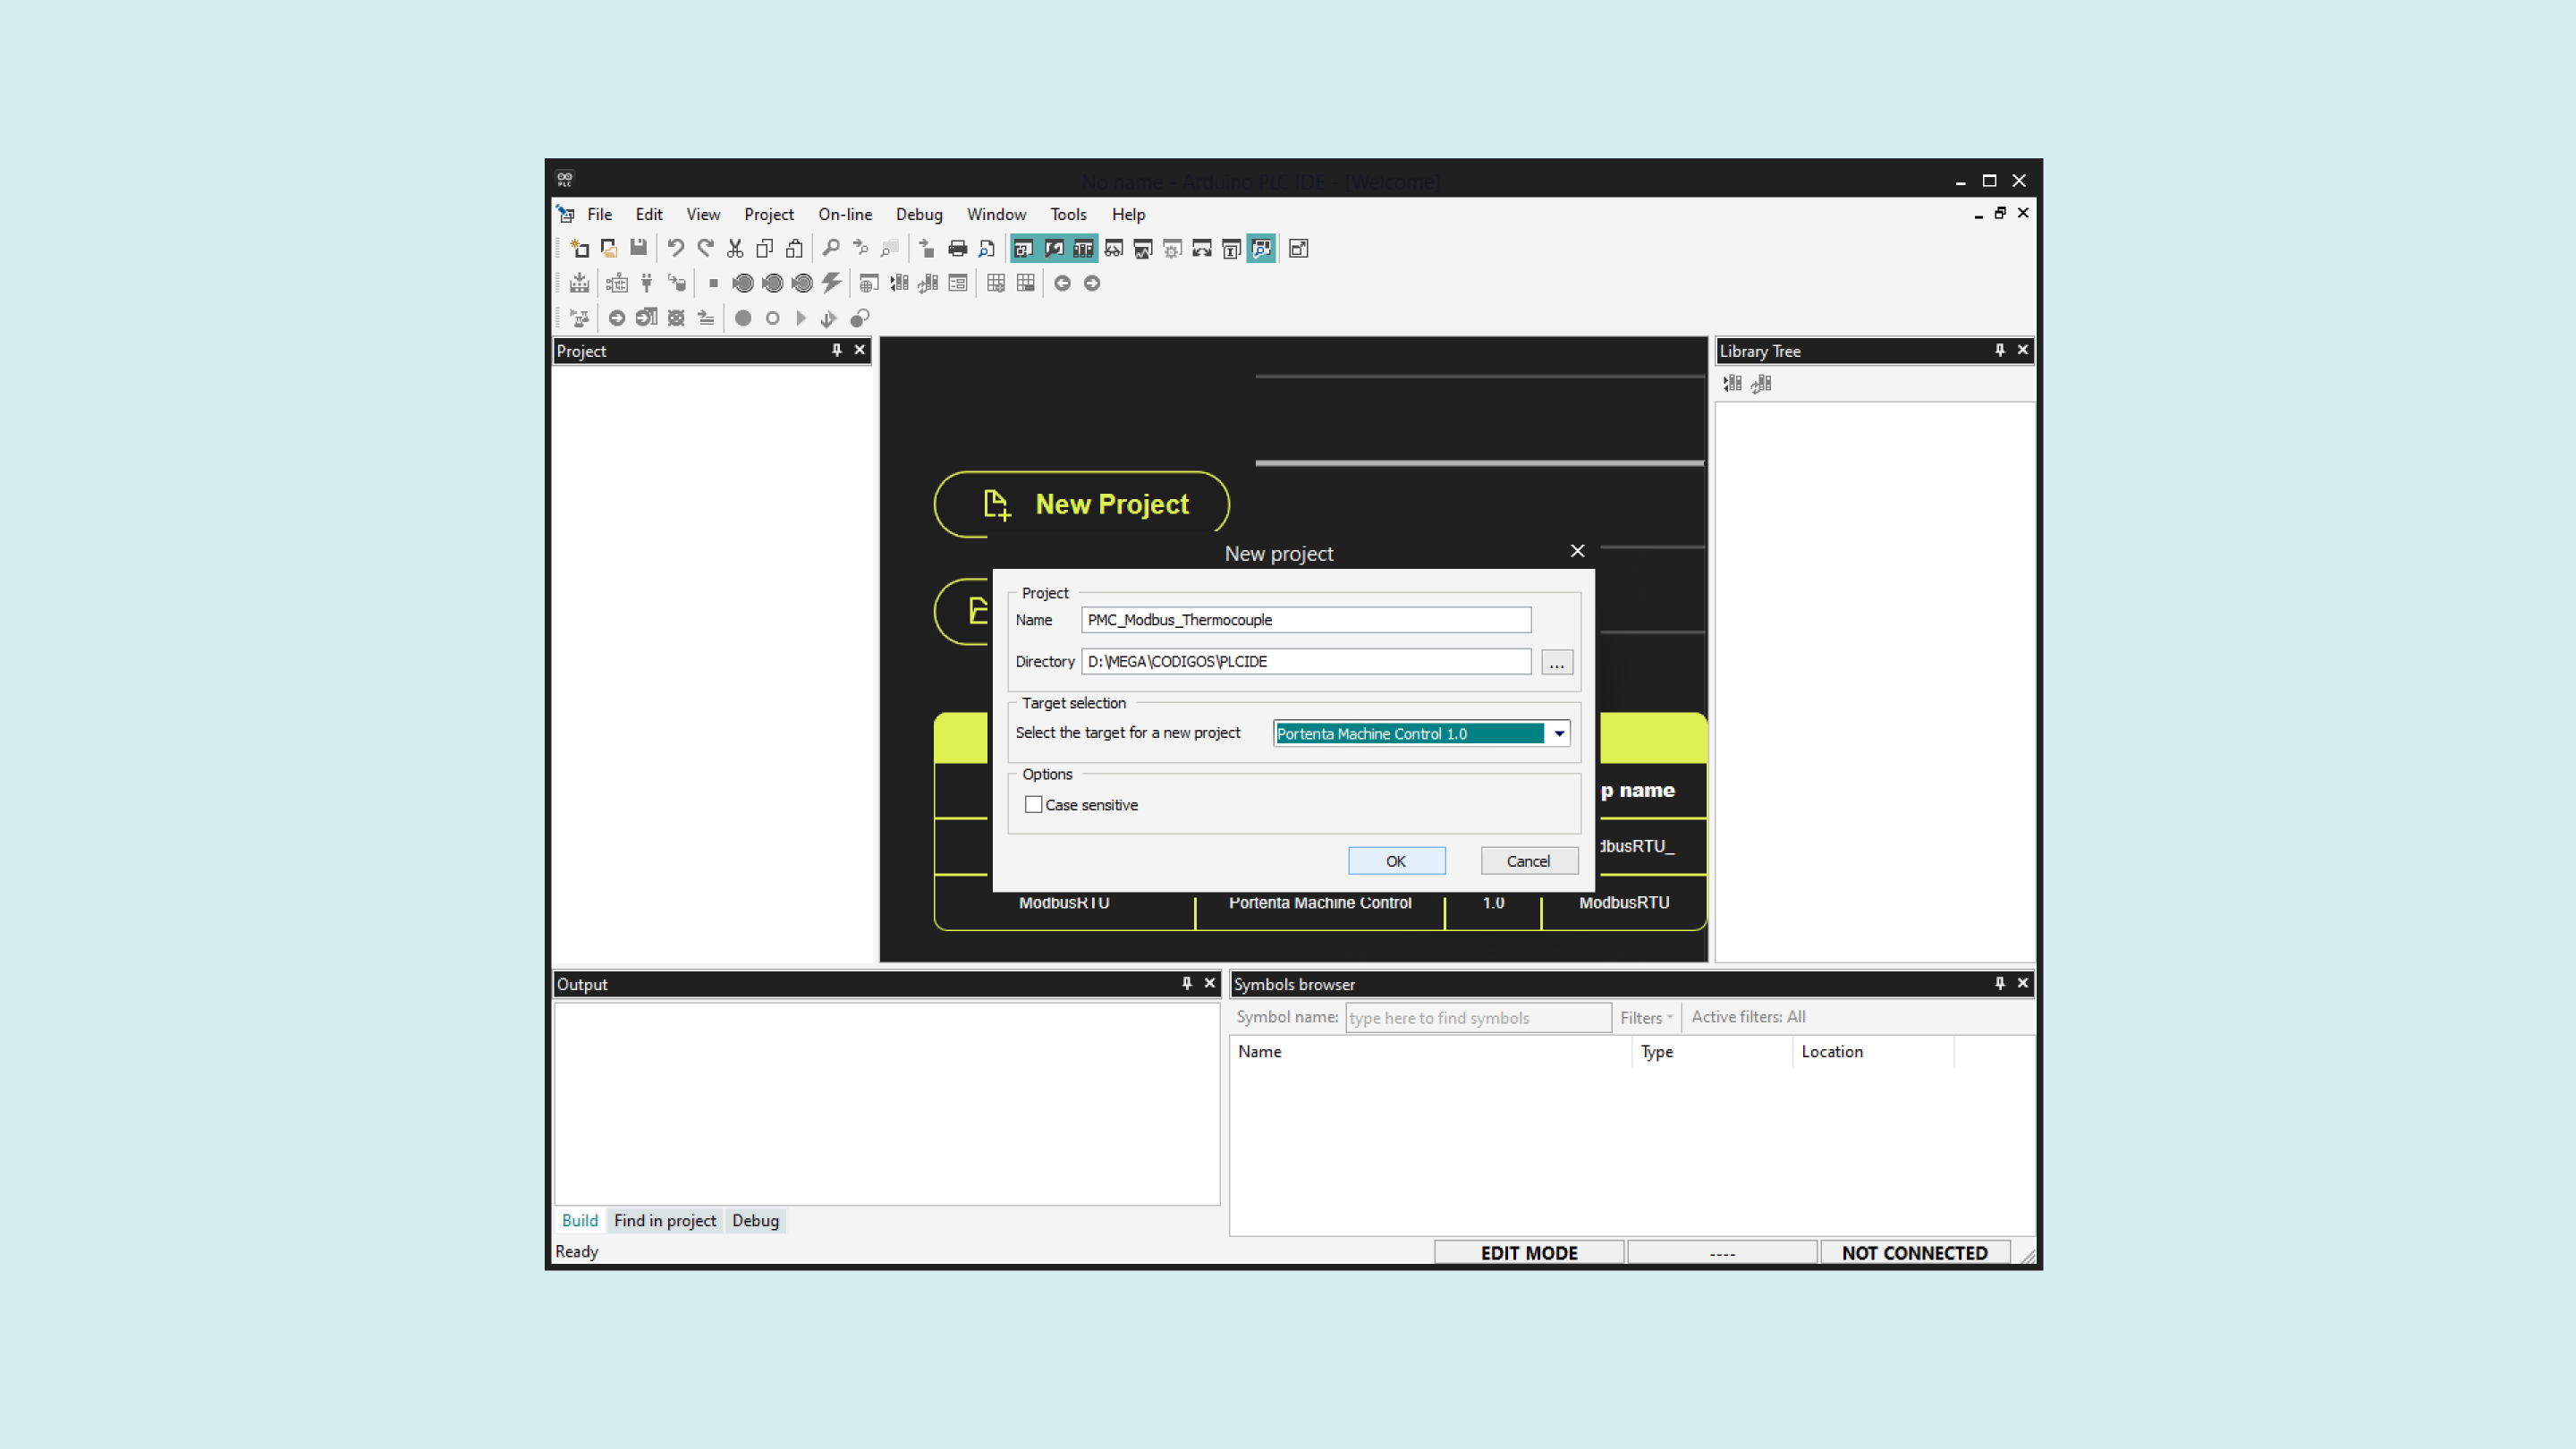 No name - Arduino PLC IDE - [Welcome]
PLC
File Edit View Project On-line Debug Window Tools Help
Project
Library Tree
New Project
New project
Project
Name PMC_Modbus_Thermocouple
Directory D:\MEGA\CODIGOS\PLCIDE ...
Target selection
Select the target for a new project Portenta Machine Control 1.0
Options
Case sensitive
OK Cancel
p name
dbusRTU_
ModbusRTU Portenta Machine Control 1.0 ModbusRTU
Output
Symbols browser
Symbol name: type here to find symbols Filters Active filters: All
Name Type Location
Build Find in project Debug
Ready EDIT MODE ---- NOT CONNECTED